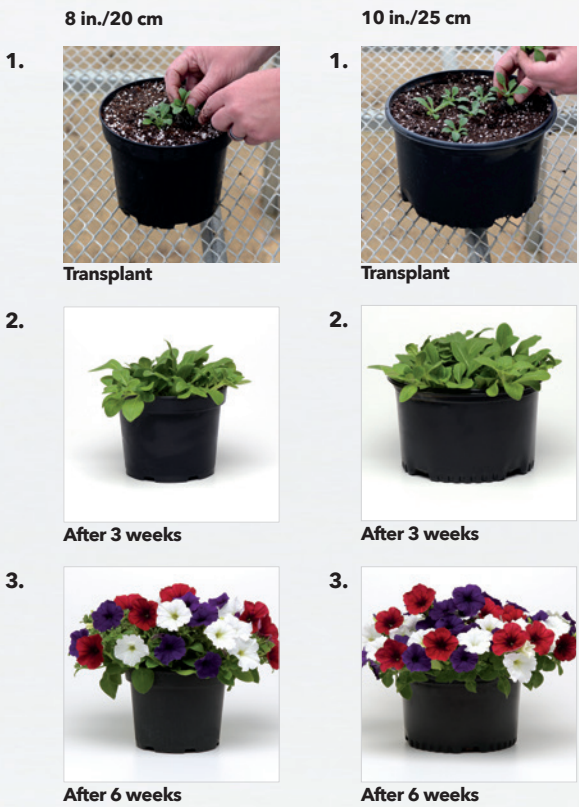 8 in./20 cm
10 in./25 cm
1.
1.
Transplant
Transplant
2.
2.
After 3 weeks
After 3 weeks
3.
3.
After 6 weeks
After 6 weeks